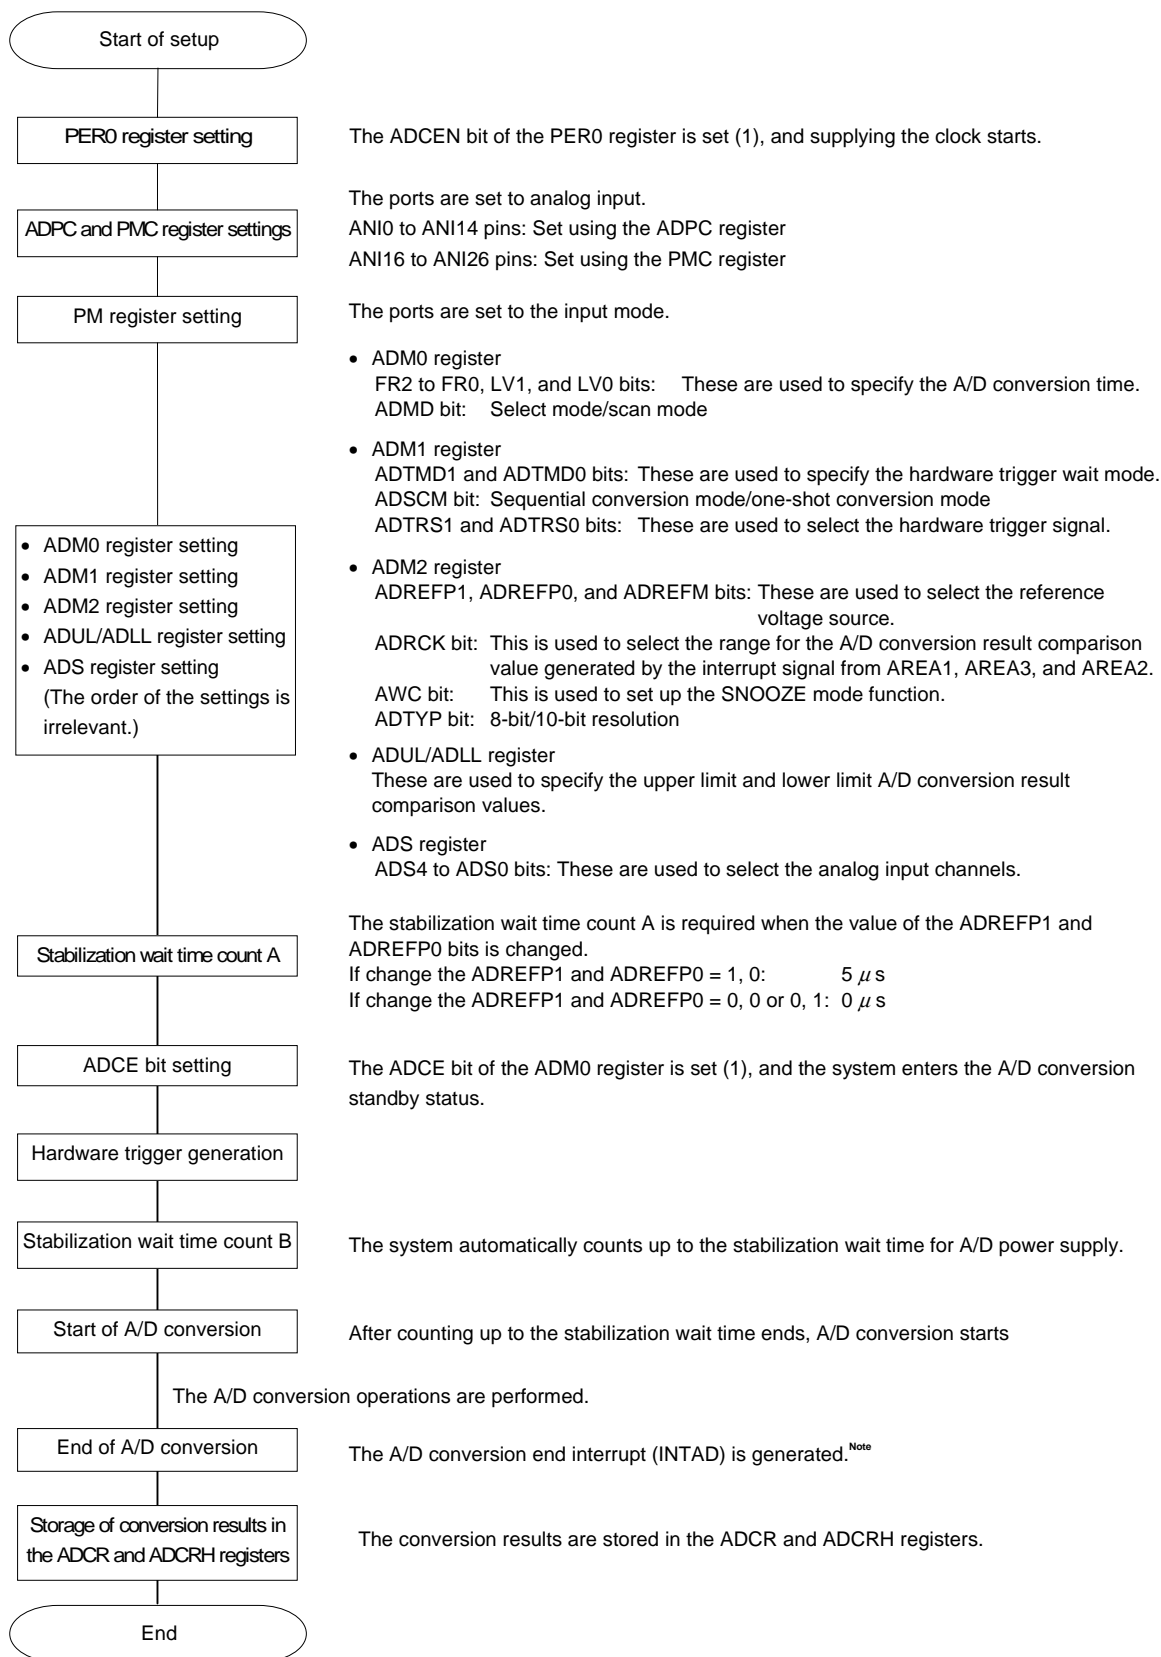 Start of setup
PER0 register setting
The ADCEN bit of the PER0 register is set (1), and supplying the clock starts.
ADPC and PMC register settings
The ports are set to analog input.
ANI0 to ANI14 pins: Set using the ADPC register
ANI16 to ANI26 pins: Set using the PMC register
PM register setting
The ports are set to the input mode.
• ADM0 register setting
• ADM1 register setting
• ADM2 register setting
• ADUL/ADLL register setting
• ADS register setting
(The order of the settings is
irrelevant.)
• ADM0 register
FR2 to FR0, LV1, and LV0 bits: These are used to specify the A/D conversion time.
ADMD bit: Select mode/scan mode
• ADM1 register
ADTMD1 and ADTMD0 bits: These are used to specify the hardware trigger wait mode.
ADSCM bit: Sequential conversion mode/one-shot conversion mode
ADTRS1 and ADTRS0 bits: These are used to select the hardware trigger signal.
• ADM2 register
ADREFP1, ADREFP0, and ADREFM bits: These are used to select the reference
voltage source.
ADRCK bit: This is used to select the range for the A/D conversion result comparison
value generated by the interrupt signal from AREA1, AREA3, and AREA2.
AWC bit: This is used to set up the SNOOZE mode function.
ADTYP bit: 8-bit/10-bit resolution
• ADUL/ADLL register
These are used to specify the upper limit and lower limit A/D conversion result
comparison values.
• ADS register
ADS4 to ADS0 bits: These are used to select the analog input channels.
Stabilization wait time count A
The stabilization wait time count A is required when the value of the ADREFP1 and
ADREFP0 bits is changed.
If change the ADREFP1 and ADREFP0 = 1, 0: 5 μ s
If change the ADREFP1 and ADREFP0 = 0, 0 or 0, 1: 0 μ s
ADCE bit setting
The ADCE bit of the ADM0 register is set (1), and the system enters the A/D conversion
standby status.
Hardware trigger generation
Stabilization wait time count B
The system automatically counts up to the stabilization wait time for A/D power supply.
Start of A/D conversion
After counting up to the stabilization wait time ends, A/D conversion starts
The A/D conversion operations are performed.
End of A/D conversion
The A/D conversion end interrupt (INTAD) is generated.Note
Storage of conversion results in
the ADCR and ADCRH registers
The conversion results are stored in the ADCR and ADCRH registers.
End